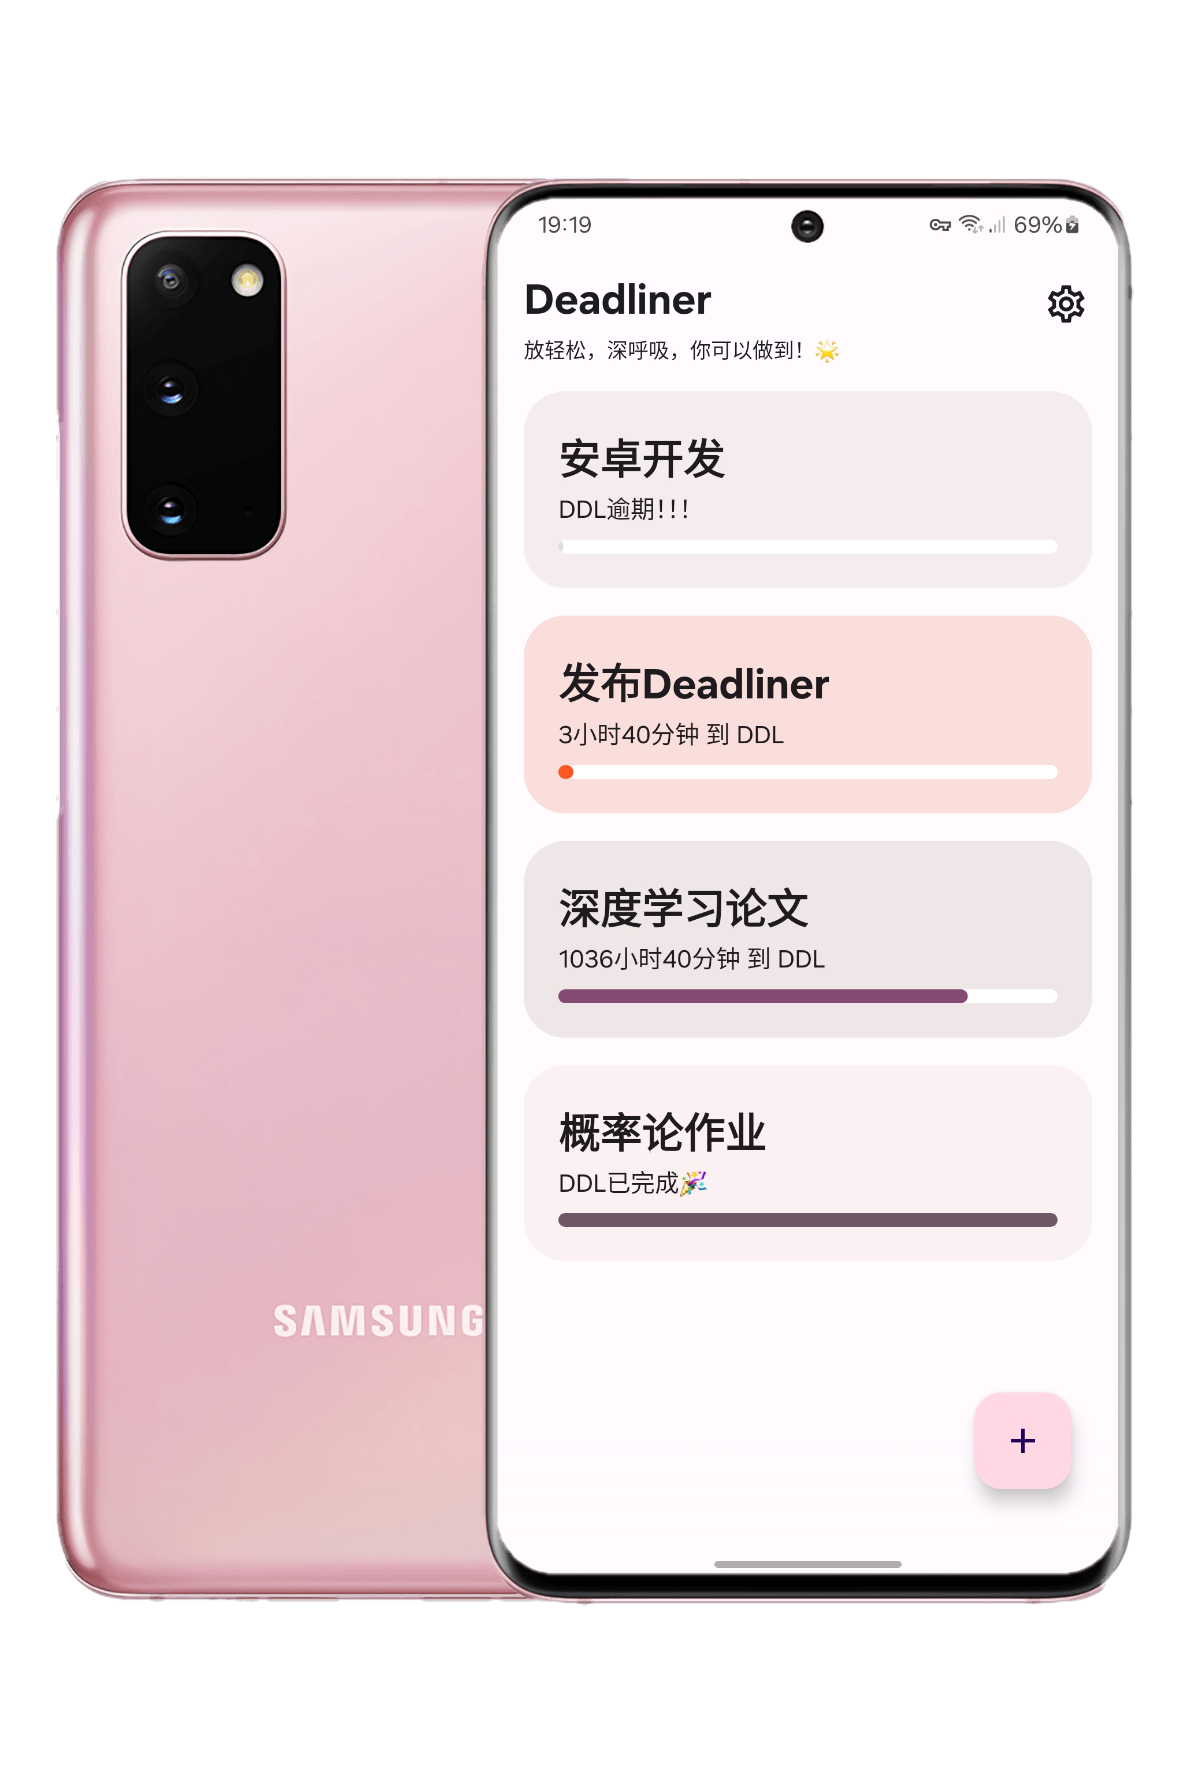 19:19
69%
Deadliner
放轻松，深呼吸，你可以做到！🌟
安卓开发
DDL逾期!!!
发布Deadliner
3小时40分钟 到 DDL
深度学习论文
1036小时40分钟 到 DDL
概率论作业
DDL已完成🎉
SAMSUNG
+